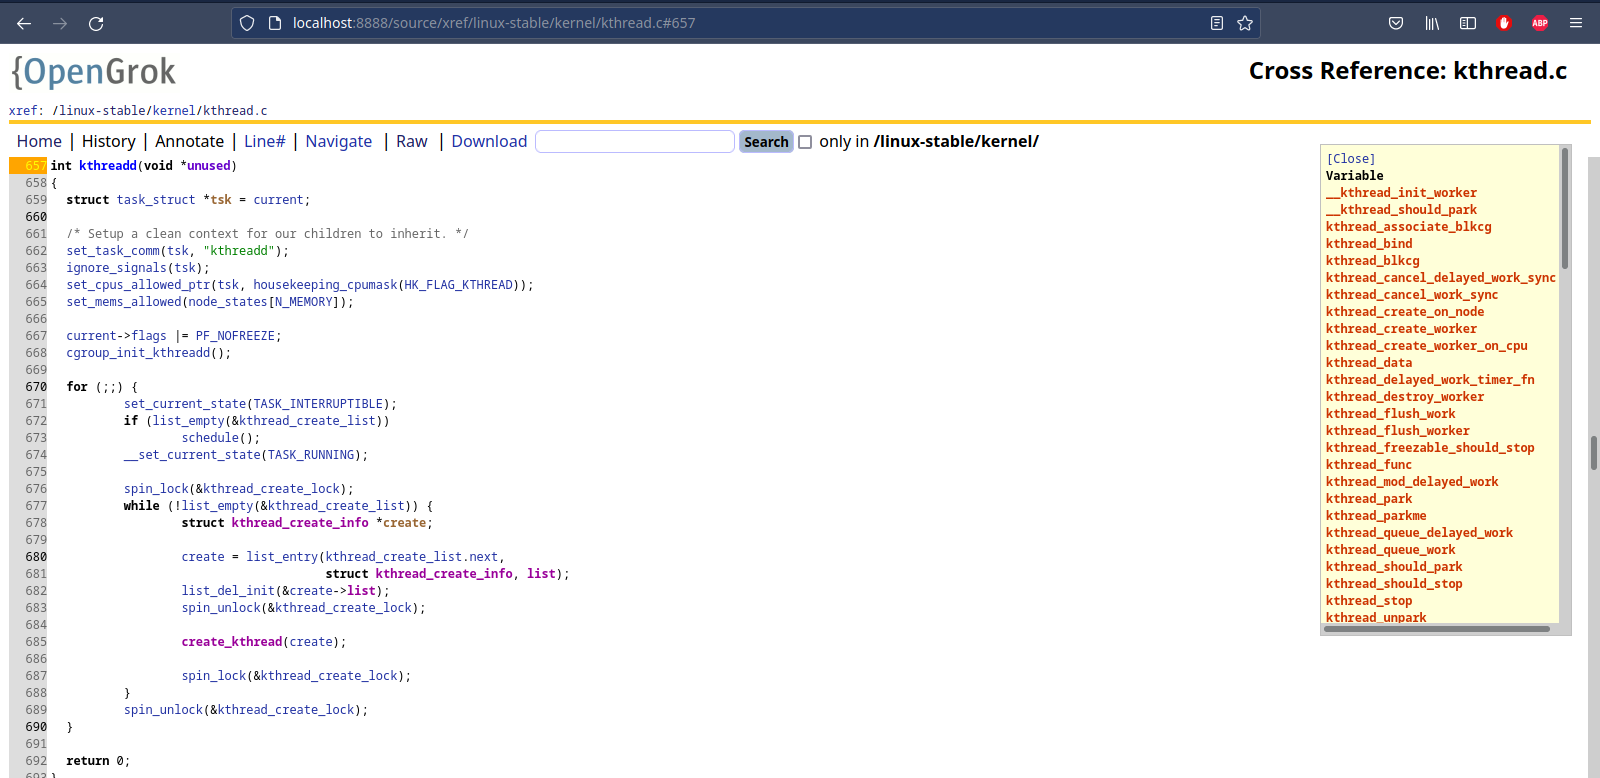 localhost:8888/source/xref/linux-stable/kernel/kthread.c#657
ABP
{OpenGrok
Cross Reference: kthread.c
xref: /linux-stable/kernel/kthread.c
Home | History | Annotate | Line# | Navigate | Raw | Download Search only in /linux-stable/kernel/
657 int kthreadd(void *unused)
658 {
659 struct task_struct *tsk = current;
660
661 /* Setup a clean context for our children to inherit. */
662 set_task_comm(tsk, "kthreadd");
663 ignore_signals(tsk);
664 set_cpus_allowed_ptr(tsk, housekeeping_cpumask(HK_FLAG_KTHREAD));
665 set_mems_allowed(node_states[N_MEMORY]);
666
667 current->flags |= PF_NOFREEZE;
668 cgroup_init_kthreadd();
669
670 for (;;) {
671 set_current_state(TASK_INTERRUPTIBLE);
672 if (list_empty(&kthread_create_list))
673 schedule();
674 __set_current_state(TASK_RUNNING);
675
676 spin_lock(&kthread_create_lock);
677 while (!list_empty(&kthread_create_list)) {
678 struct kthread_create_info *create;
679
680 create = list_entry(kthread_create_list.next,
681 struct kthread_create_info, list);
682 list_del_init(&create->list);
683 spin_unlock(&kthread_create_lock);
684
685 create_kthread(create);
686
687 spin_lock(&kthread_create_lock);
688 }
689 spin_unlock(&kthread_create_lock);
690 }
691
692 return 0;
693 }
[Close]
Variable
__kthread_init_worker
__kthread_should_park
kthread_associate_blkcg
kthread_bind
kthread_blkcg
kthread_cancel_delayed_work_sync
kthread_cancel_work_sync
kthread_create_on_node
kthread_create_worker
kthread_create_worker_on_cpu
kthread_data
kthread_delayed_work_timer_fn
kthread_destroy_worker
kthread_flush_work
kthread_flush_worker
kthread_freezable_should_stop
kthread_func
kthread_mod_delayed_work
kthread_park
kthread_parkme
kthread_queue_delayed_work
kthread_queue_work
kthread_should_park
kthread_should_stop
kthread_stop
kthread_unpark